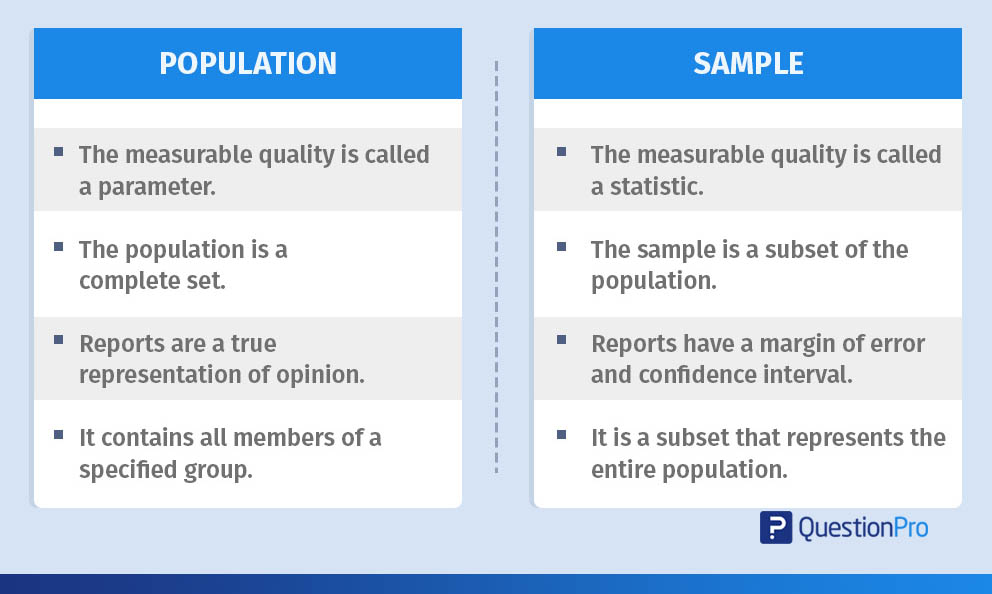 POPULATION
The measurable quality is called
a parameter.
The population is a
complete set.
Reports are a true
representation of opinion.
It contains all members of a
specified group.
SAMPLE
The measurable quality is called
a statistic.
The sample is a subset of the
population.
Reports have a margin of error
and confidence interval.
It is a subset that represents the
entire population.
QuestionPro